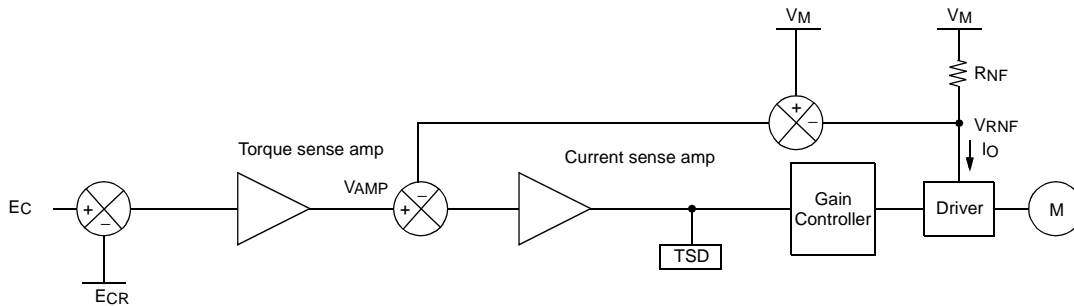 VM VM
RNF
+ −
VRNF
IO
Torque sense amp
Current sense amp
EC + −
VAMP + −
Gain
Controller
Driver
M
TSD
ECR